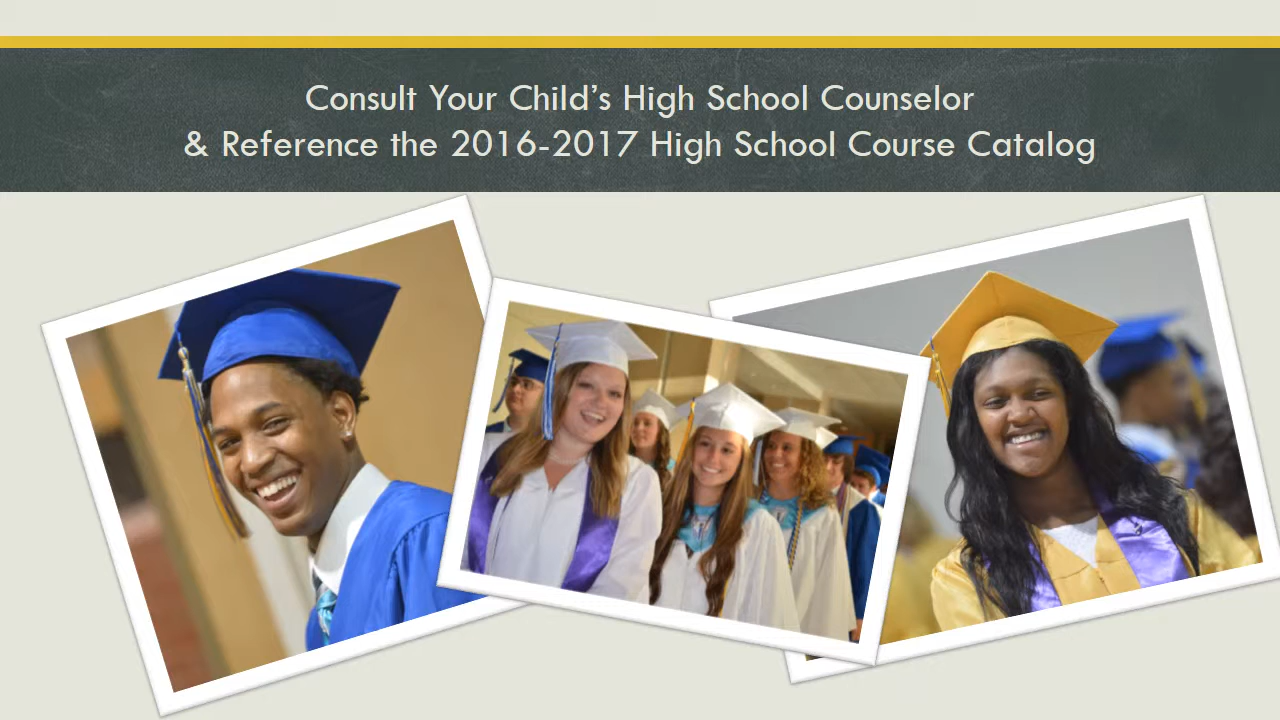 Consult Your Child’s High School Counselor
& Reference the 2016-2017 High School Course Catalog